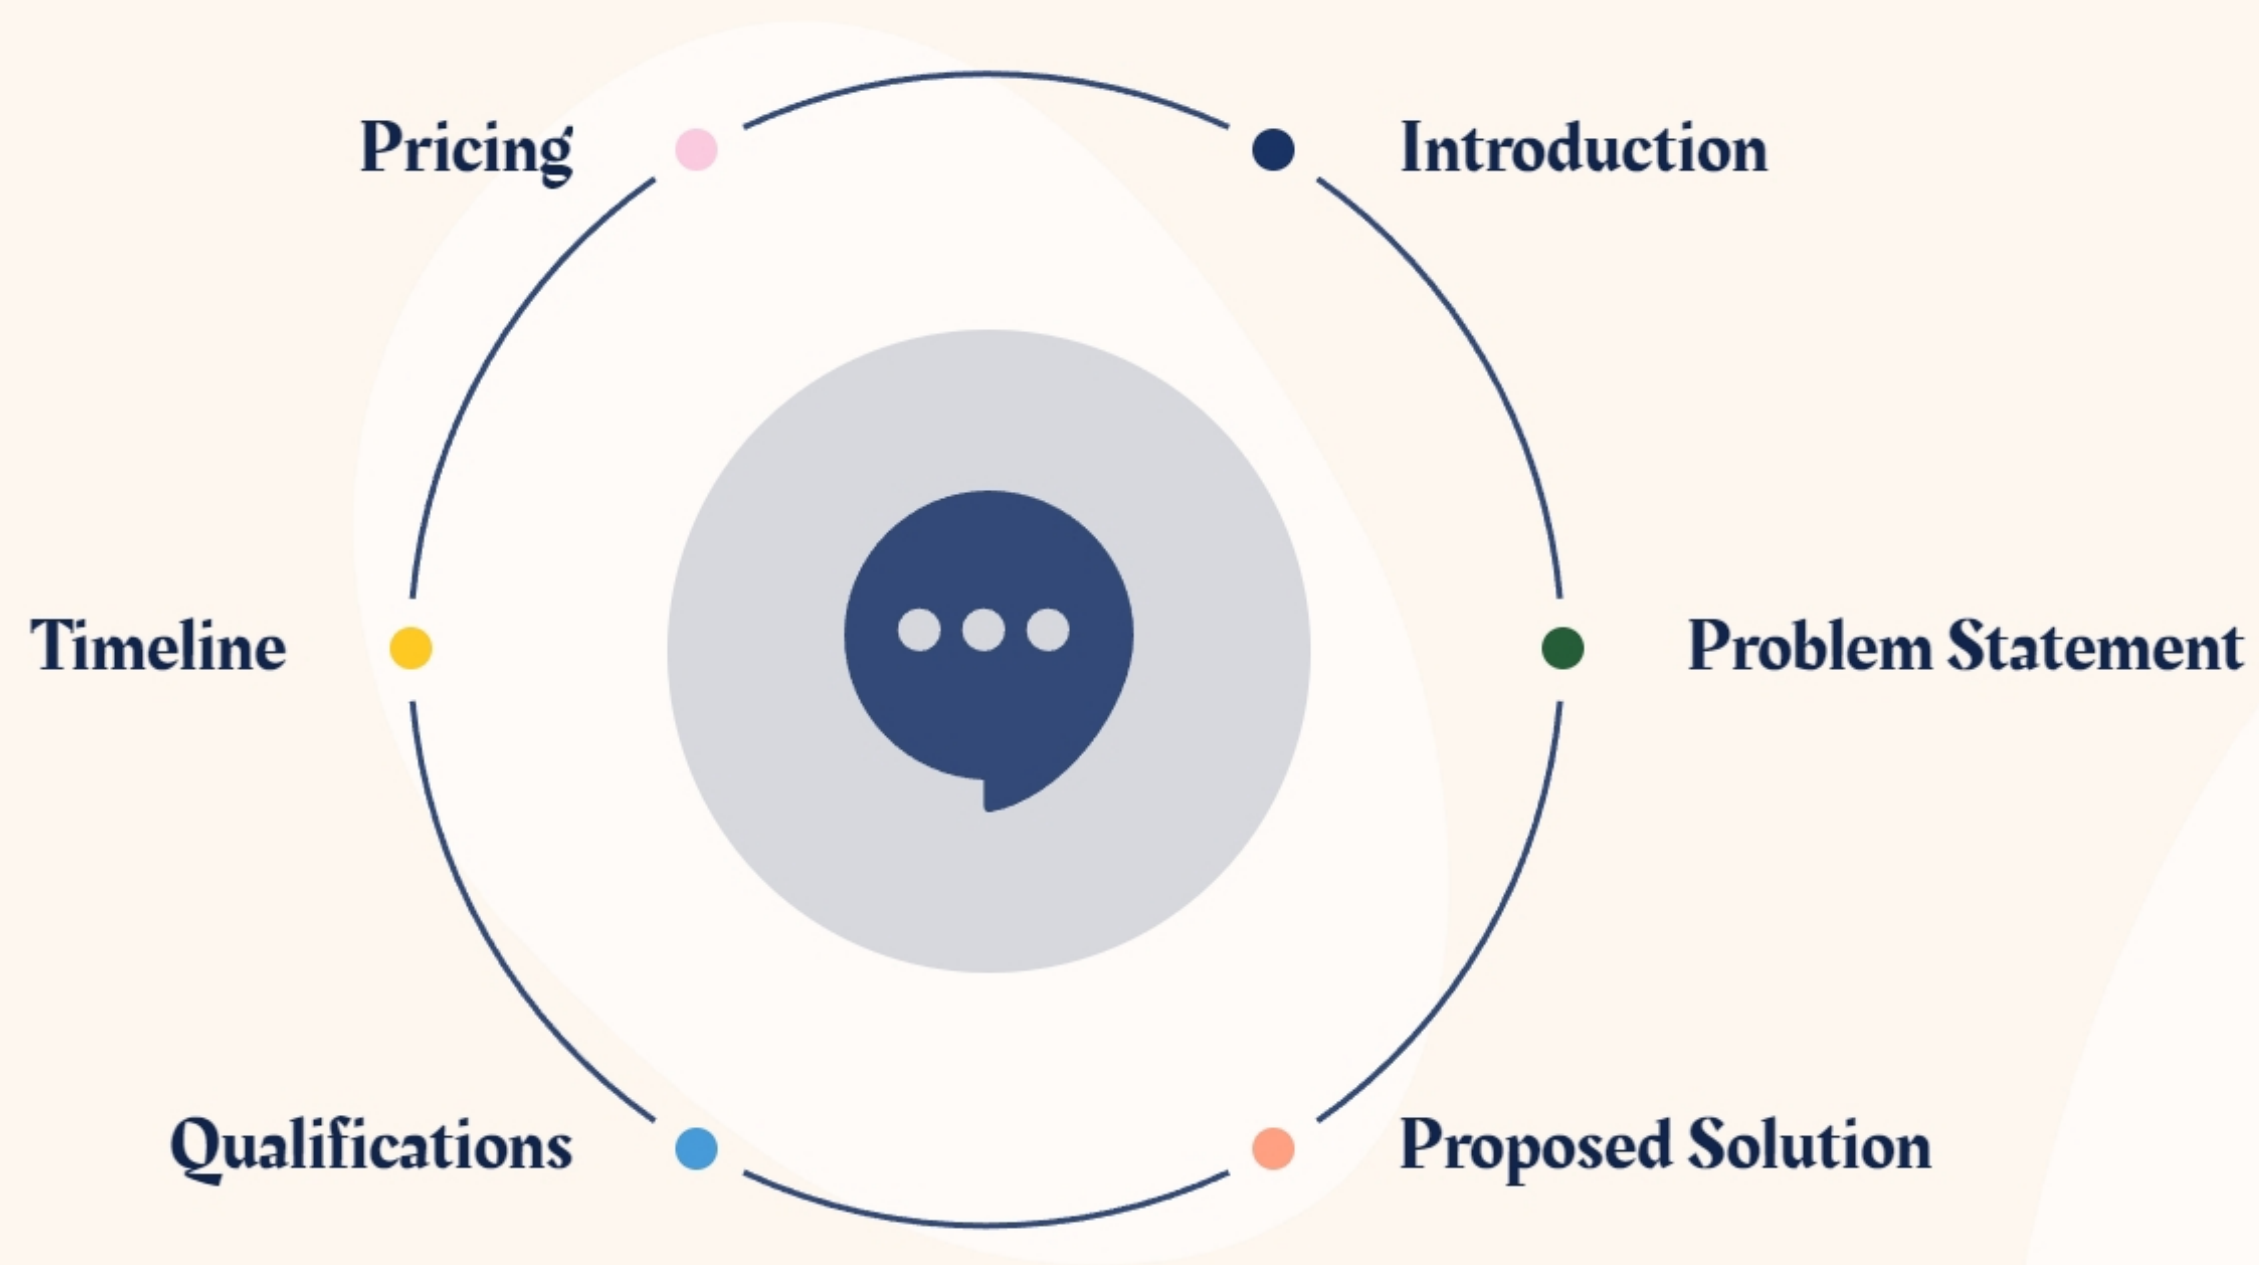 Pricing
Introduction
Timeline
Problem Statement
Qualifications
Proposed Solution